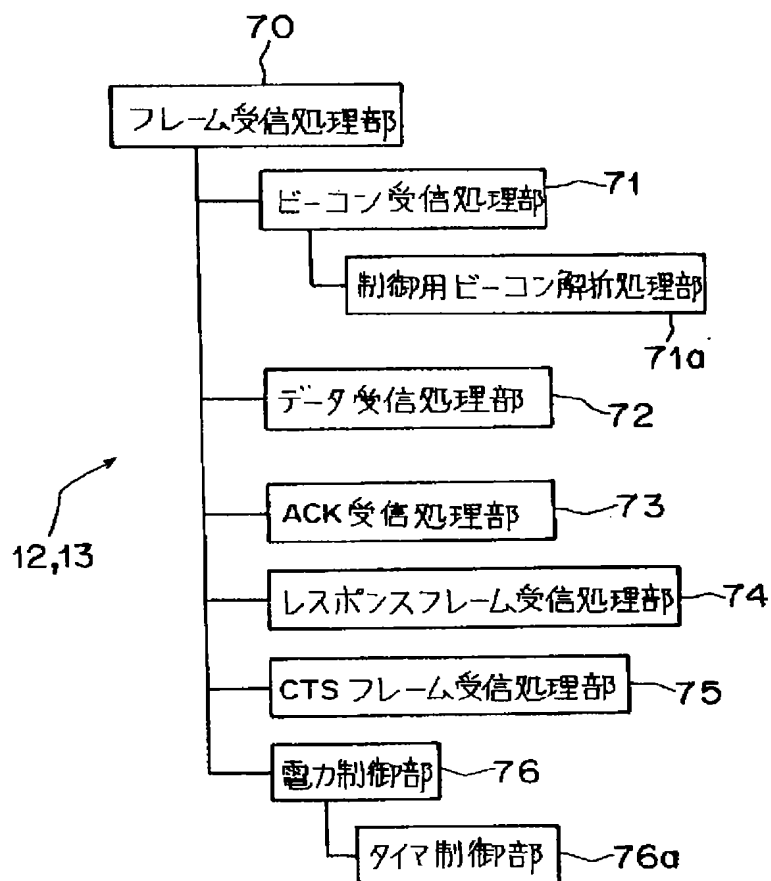 70
フレーム受信処理部
ビーコン受信処理部
71
制御用ビーコン解析処理部
71a
データ受信処理部
72
ACK受信処理部
73
12,13
レスポンスフレーム受信処理部
74
CTSフレーム受信処理部
75
電力制御部
76
タイマ制御部
76a